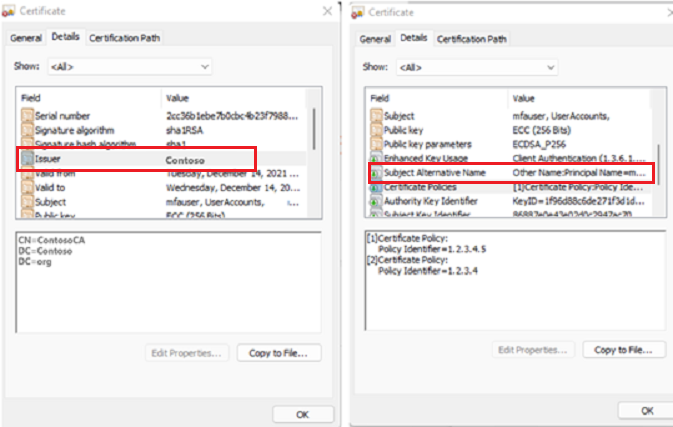 Certificate
General Details Certification Path
Show: <All>
Field Value
Serial number 2cc36b1ebe7b0cbc4b23f7988...
Signature algorithm sha1RSA
Signature hash algorithm sha1
Issuer Contoso
Valid from Tuesday, December 14, 2021 ...
Valid to Wednesday, December 14, 20...
Subject mfauser, UserAccounts,
Public key ECC (256 Bits)
CN=ContosoCA
DC=Contoso
DC=org
Edit Properties... Copy to File...
OK
Certificate
General Details Certification Path
Show: <All>
Field Value
Subject mfauser, UserAccounts,
Public key ECC (256 Bits)
Public key parameters ECDSA_P256
Enhanced Key Usage Client Authentication (1.3.6.1....
Subject Alternative Name Other Name:Principal Name=m...
Certificate Policies [1]Certificate Policy:Policy Ide...
Authority Key Identifier KeyID=1f96d88c6de271f3d1d...
Subject Key Identifier
[1]Certificate Policy:
Policy Identifier=1.2.3.4.5
[2]Certificate Policy:
Policy Identifier=1.2.3.4
Edit Properties... Copy to File...
OK